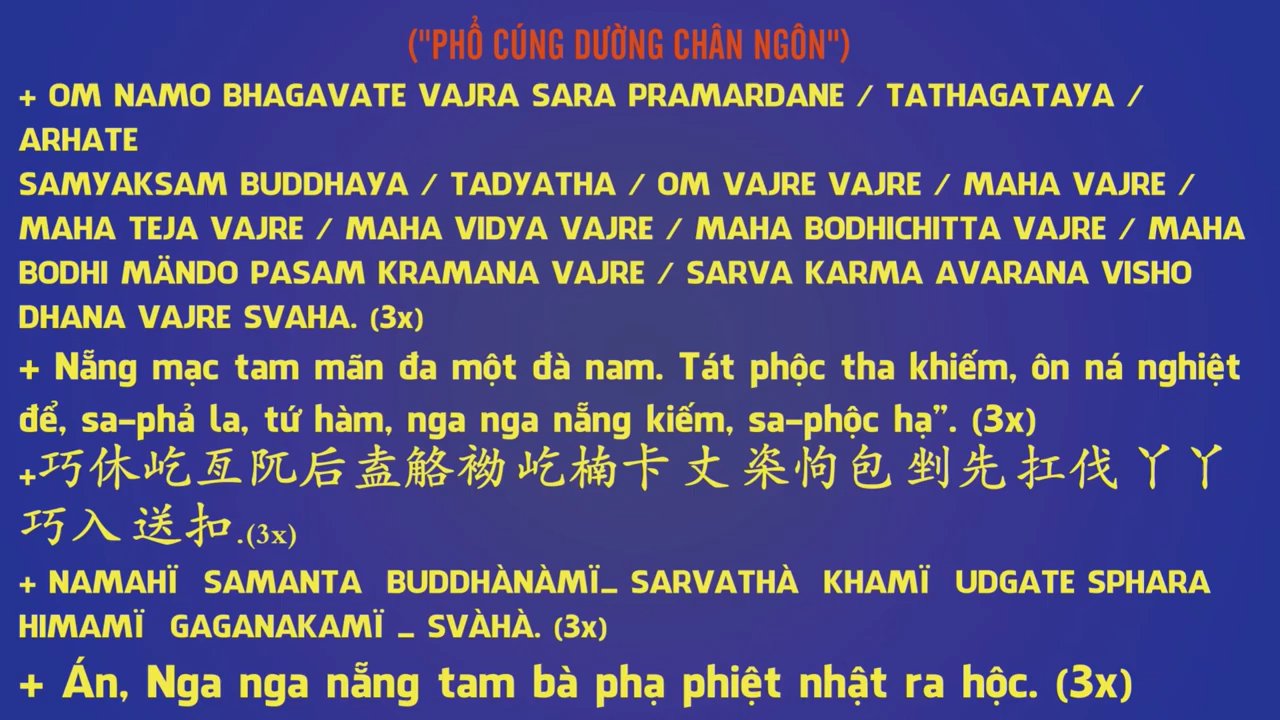 ("PHỔ CÚNG DƯỜNG CHÂN NGÔN")
+ OM NAMO BHAGAVATE VAJRA SARA PRAMARDANE / TATHAGATAYA /
ARHATE
SAMYAKSAM BUDDHAYA / TADYATHA / OM VAJRE VAJRE / MAHA VAJRE /
MAHA TEJA VAJRE / MAHA VIDYA VAJRE / MAHA BODHICHITTA VAJRE / MAHA
BODHI MÄNDO PASAM KRAMANA VAJRE / SARVA KARMA AVARANA VISHO
DHANA VAJRE SVAHA. (3x)
+ Nẵng mạc tam mãn đa một đà nam. Tát phộc tha khiếm, ôn ná nghiệt
để, sa-phả la, tứ hàm, nga nga nẵng kiếm, sa-phộc hạ”. (3x)
+巧休屹亙阢后盍觡袎屹楠卡丈 楶怐包 剉先扛伐丫丫
巧入送扣.(3x)
+ NAMAHÏ SAMANTA BUDDHÀNÀMÏ_ SARVATHÀ KHAMÏ UDGATE SPHARA
HIMAMÏ GAGANAKAMÏ _ SVÀHÀ. (3x)
+ Án, Nga nga nẵng tam bà phạ phiệt nhật ra hộc. (3x)